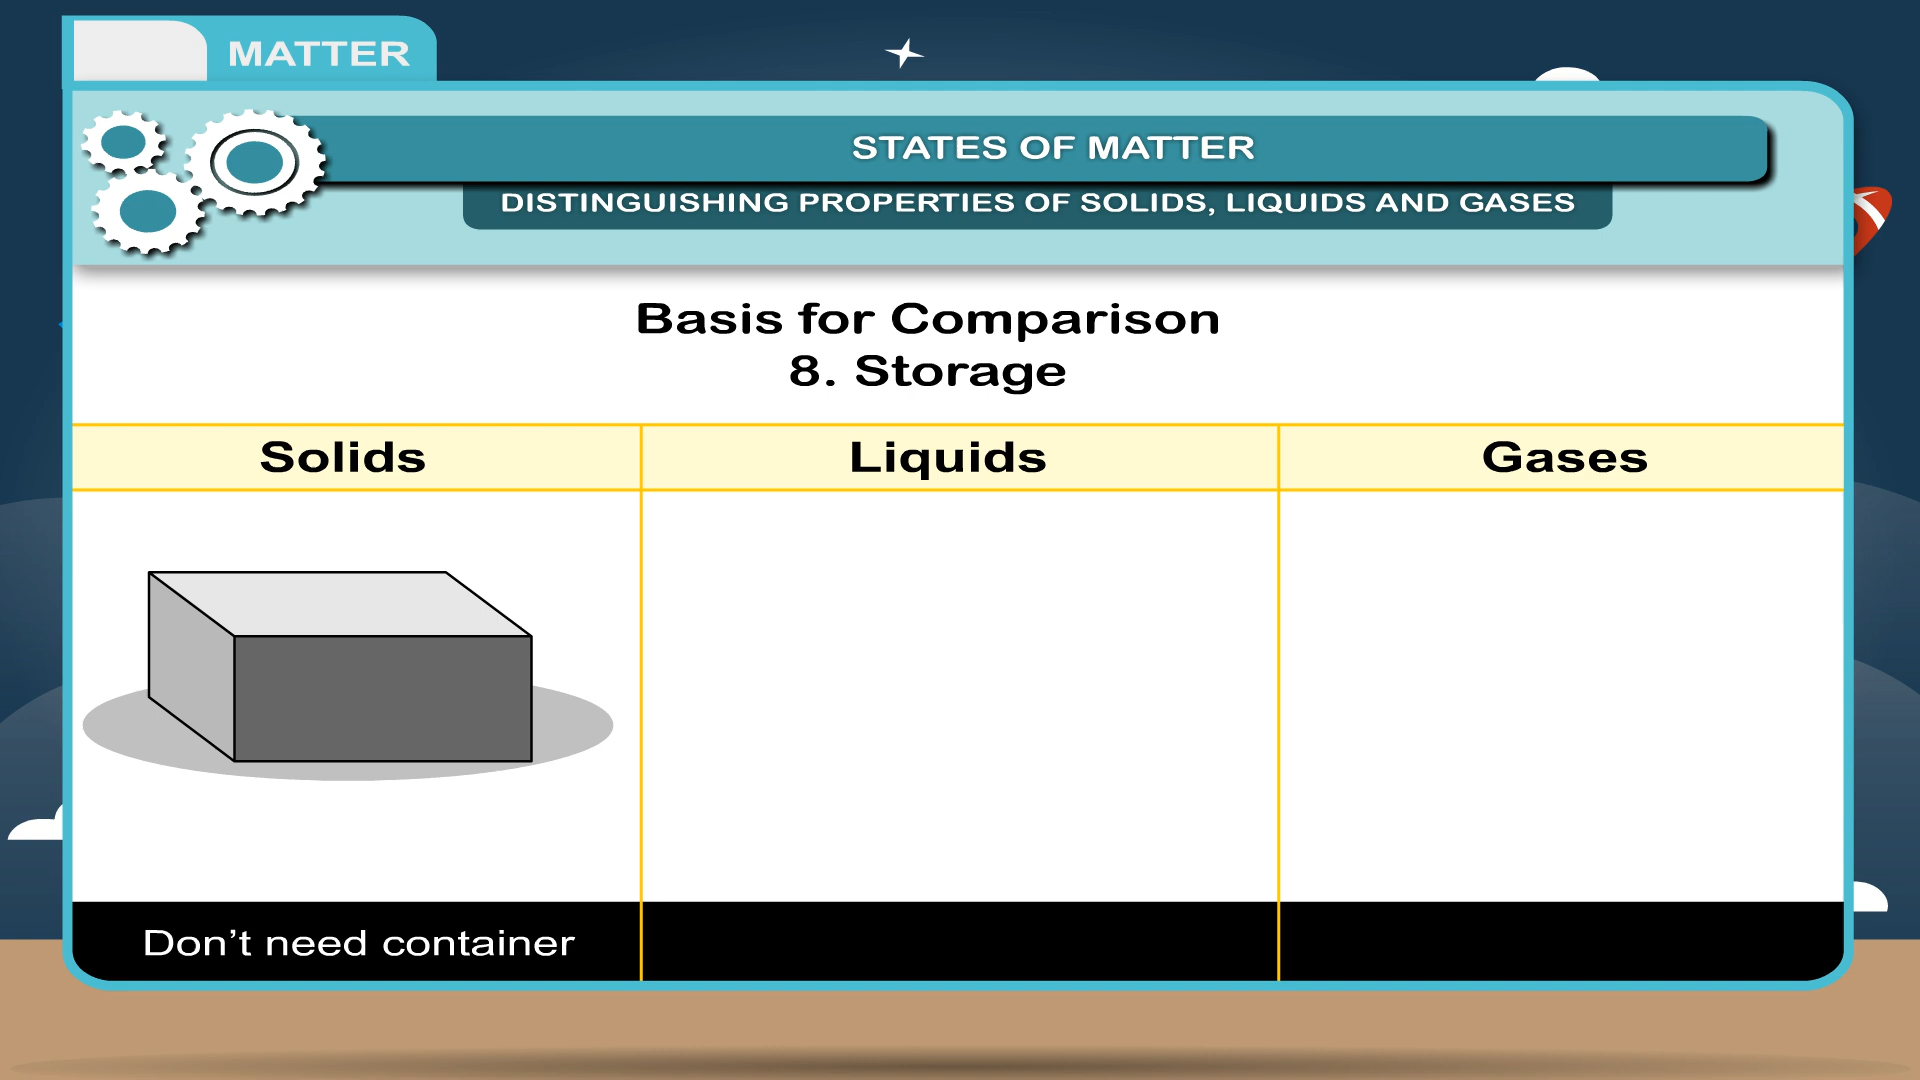 MATTER
STATES OF MATTER
DISTINGUISHING PROPERTIES OF SOLIDS, LIQUIDS AND GASES
Basis for Comparison
8. Storage
Solids
Liquids
Gases
Don’t need container